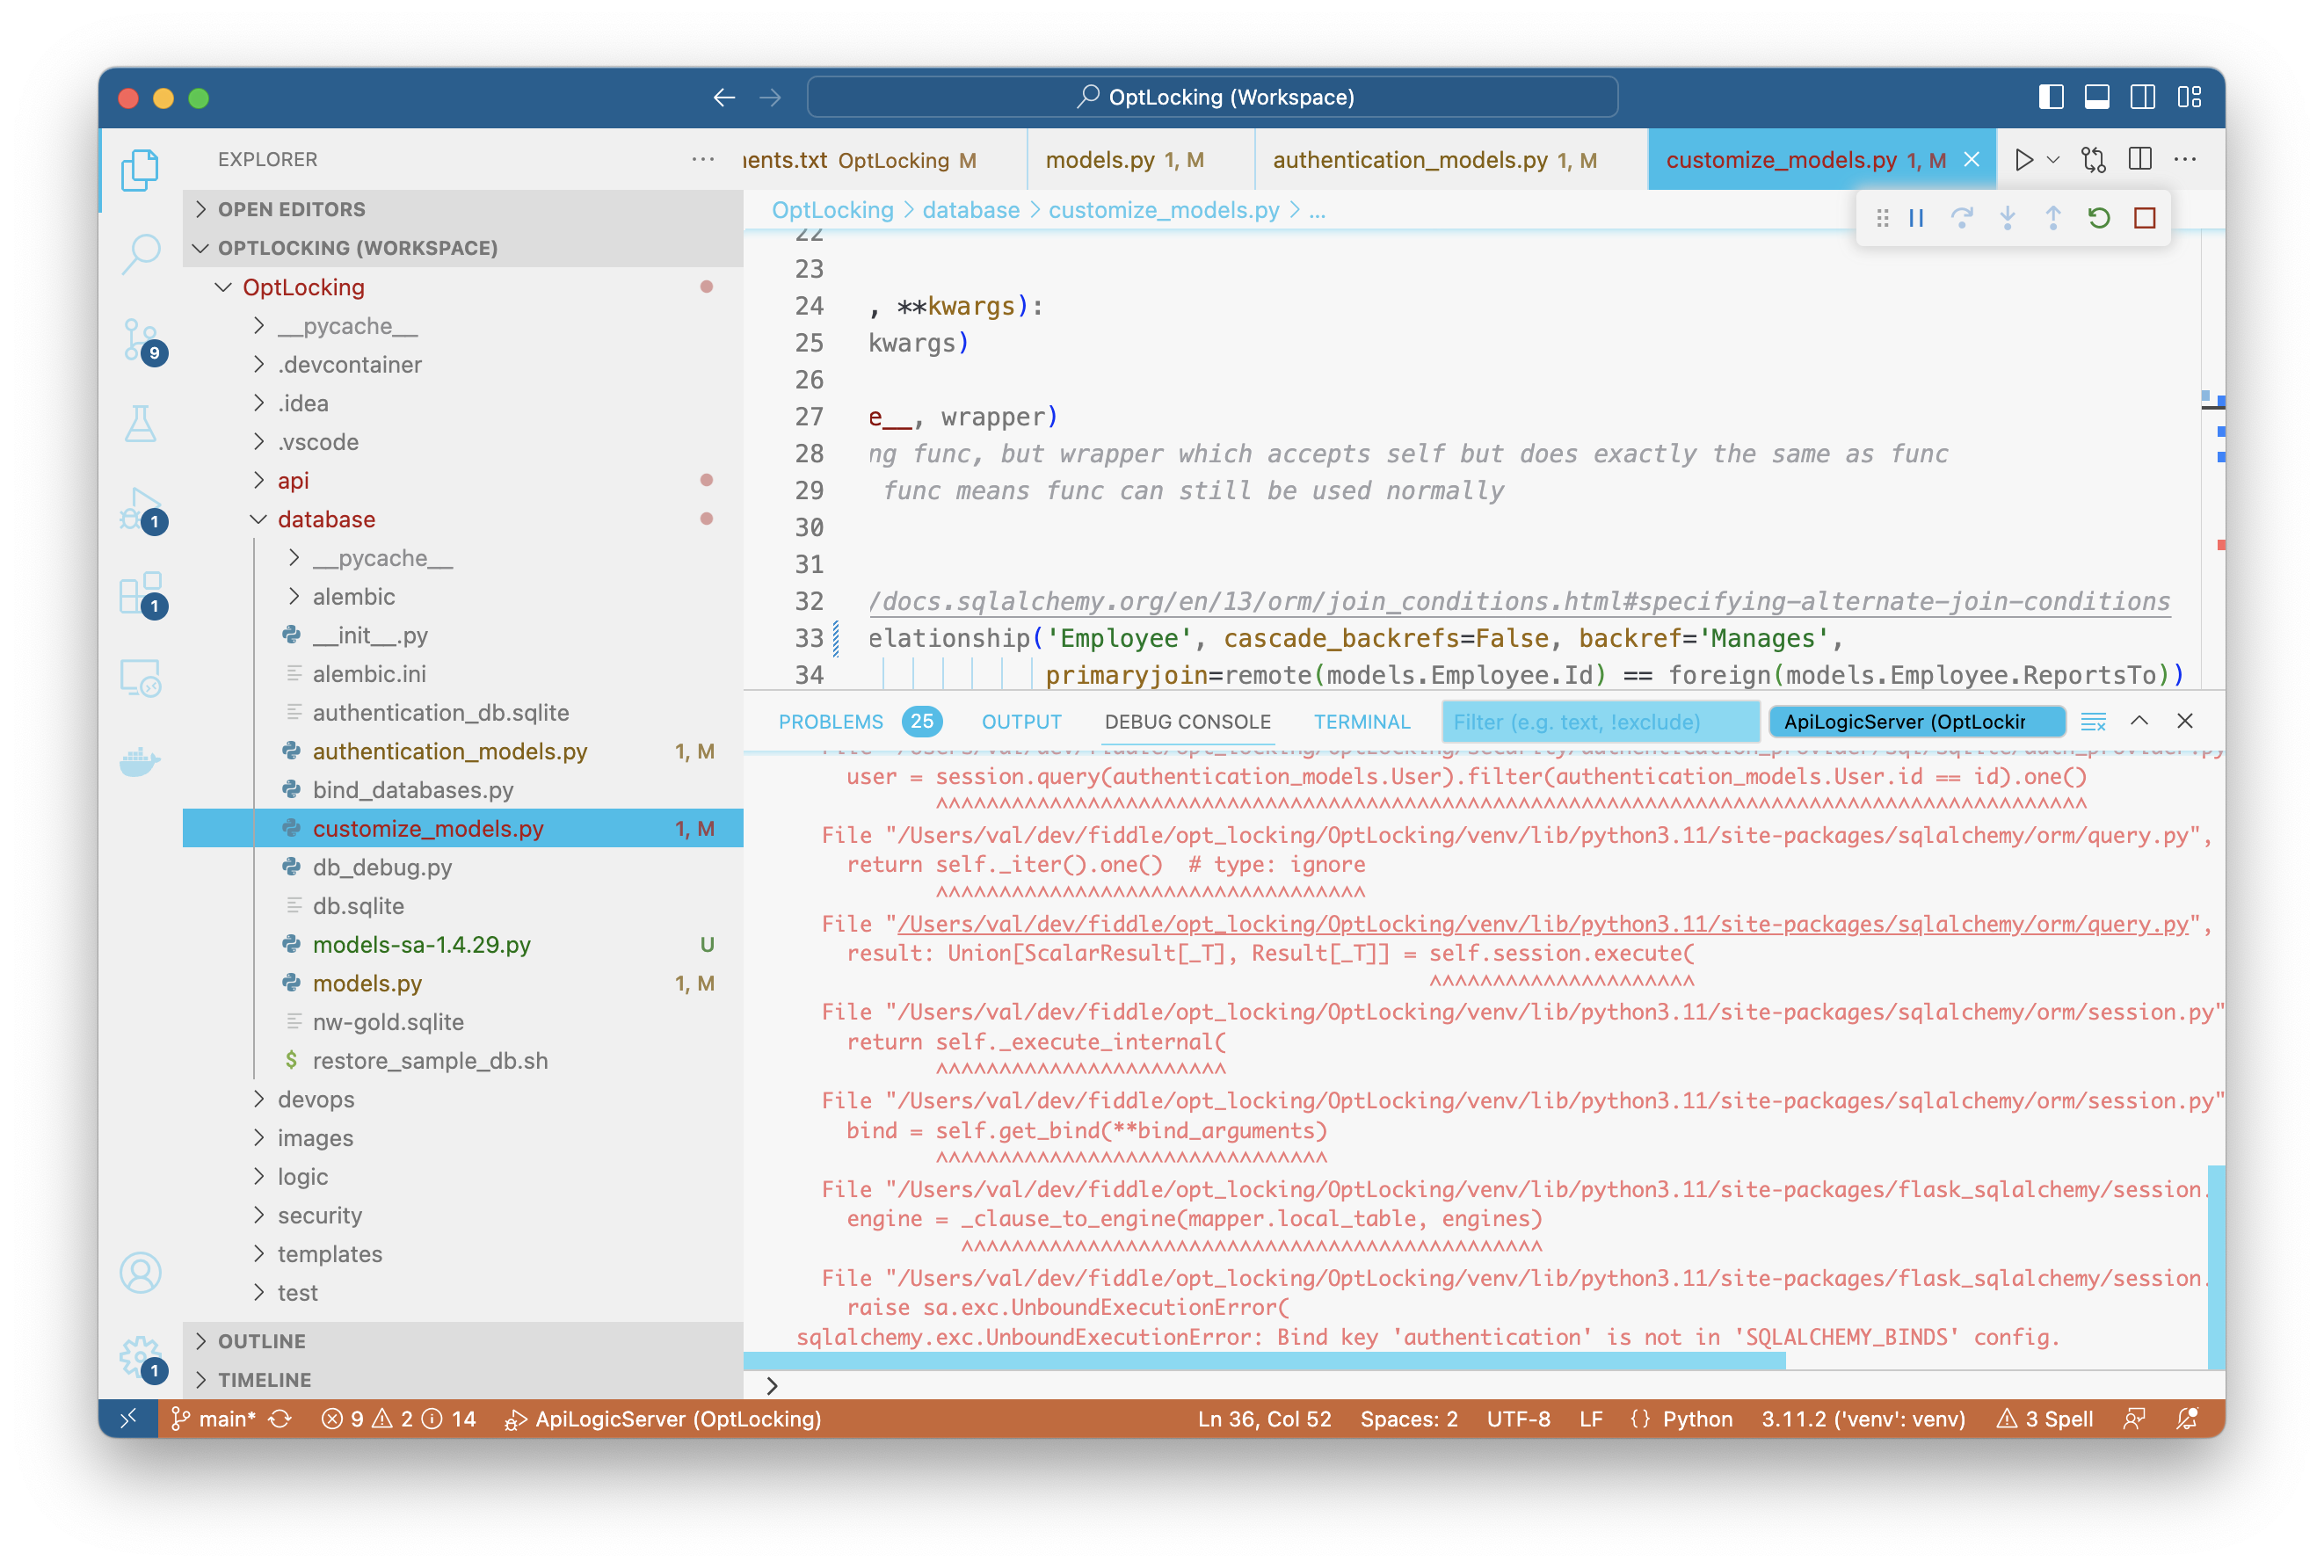 OptLocking (Workspace)
EXPLORER
OPEN EDITORS
OPTLOCKING (WORKSPACE)
OptLocking
__pycache__
.devcontainer
.idea
.vscode
api
database
__pycache__
alembic
__init__.py
alembic.ini
authentication_db.sqlite
authentication_models.py 1, M
bind_databases.py
customize_models.py 1, M
db_debug.py
db.sqlite
models-sa-1.4.29.py U
models.py 1, M
nw-gold.sqlite
$ restore_sample_db.sh
devops
images
logic
security
templates
test
OUTLINE
TIMELINE
9
1
1
1
ents.txt OptLocking M
models.py 1, M
authentication_models.py 1, M
customize_models.py 1, M
OptLocking > database > customize_models.py > ...
22
23
24 , **kwargs):
25 kwargs)
26
27 e__, wrapper)
28 ng func, but wrapper which accepts self but does exactly the same as func
29 func means func can still be used normally
30
31
32 /docs.sqlalchemy.org/en/13/orm/join_conditions.html#specifying-alternate-join-conditions
33 elationship('Employee', cascade_backrefs=False, backref='Manages',
34 primaryjoin=remote(models.Employee.Id) == foreign(models.Employee.ReportsTo))
PROBLEMS 25 OUTPUT DEBUG CONSOLE TERMINAL Filter (e.g. text, !exclude) ApiLogicServer (OptLockin
File "/Users/val/dev/fiddle/opt_locking/OptLocking/security/authentication_provider/sql/sqlite/auth_provider.py
user = session.query(authentication_models.User).filter(authentication_models.User.id == id).one()
^^^^^^^^^^^^^^^^^^^^^^^^^^^^^^^^^^^^^^^^^^^^^^^^^^^^^^^^^^^^^^^^^^^^^^^^^^^^^^^^^^^^^^^^^^^
File "/Users/val/dev/fiddle/opt_locking/OptLocking/venv/lib/python3.11/site-packages/sqlalchemy/orm/query.py",
return self._iter().one()  # type: ignore
^^^^^^^^^^^^^^^^^^^^^^^^^^^^^^^^^^
File "/Users/val/dev/fiddle/opt_locking/OptLocking/venv/lib/python3.11/site-packages/sqlalchemy/orm/query.py",
result: Union[ScalarResult[_T], Result[_T]] = self.session.execute(
^^^^^^^^^^^^^^^^^^^^^
File "/Users/val/dev/fiddle/opt_locking/OptLocking/venv/lib/python3.11/site-packages/sqlalchemy/orm/session.py"
return self._execute_internal(
^^^^^^^^^^^^^^^^^^^^^^^
File "/Users/val/dev/fiddle/opt_locking/OptLocking/venv/lib/python3.11/site-packages/sqlalchemy/orm/session.py"
bind = self.get_bind(**bind_arguments)
^^^^^^^^^^^^^^^^^^^^^^^^^^^^^^^
File "/Users/val/dev/fiddle/opt_locking/OptLocking/venv/lib/python3.11/site-packages/flask_sqlalchemy/session.
engine = _clause_to_engine(mapper.local_table, engines)
^^^^^^^^^^^^^^^^^^^^^^^^^^^^^^^^^^^^^^^^^^^^^^
File "/Users/val/dev/fiddle/opt_locking/OptLocking/venv/lib/python3.11/site-packages/flask_sqlalchemy/session.
raise sa.exc.UnboundExecutionError(
sqlalchemy.exc.UnboundExecutionError: Bind key 'authentication' is not in 'SQLALCHEMY_BINDS' config.
>
1
main* 9 2 14 ApiLogicServer (OptLocking) Ln 36, Col 52 Spaces: 2 UTF-8 LF {} Python 3.11.2 ('venv': venv) 3 Spell